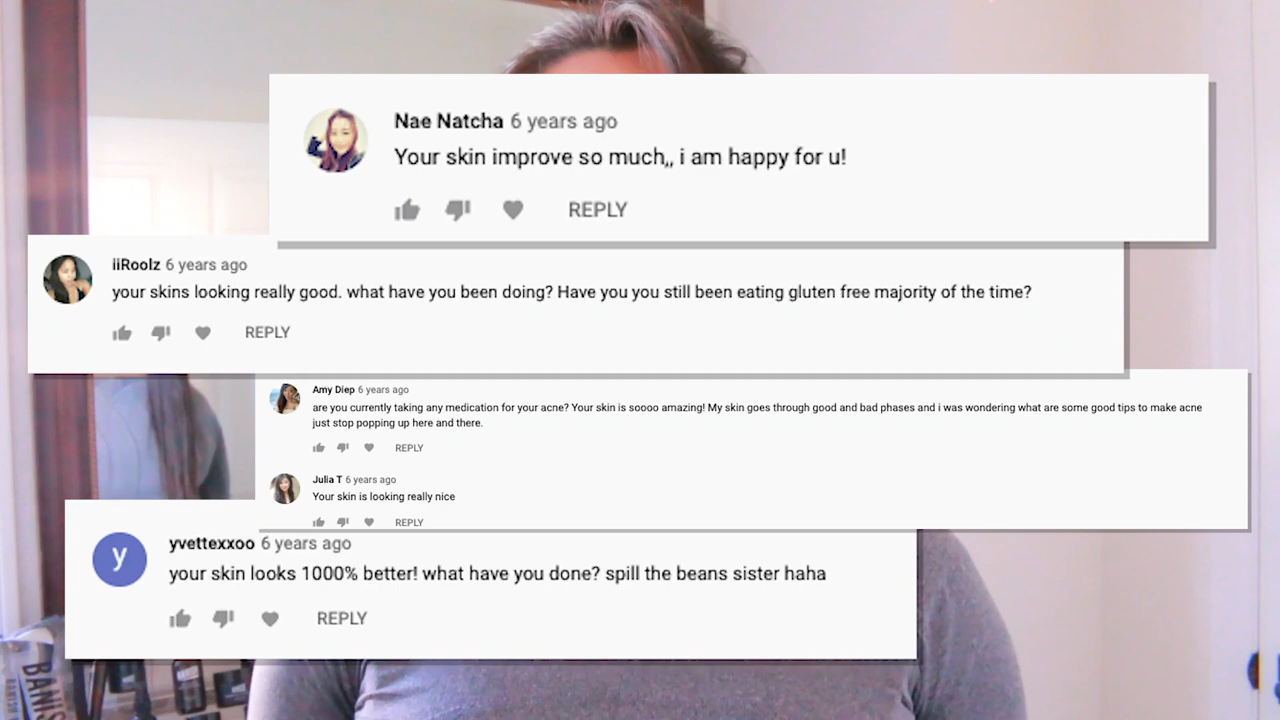 Nae Natcha 6 years ago
Your skin improve so much,, i am happy for u!
REPLY
iiRoolz 6 years ago
your skins looking really good. what have you been doing? Have you you still been eating gluten free majority of the time?
REPLY
Amy Diep 6 years ago
are you currently taking any medication for your acne? Your skin is soooo amazing! My skin goes through good and bad phases and i was wondering what are some good tips to make acne
just stop popping up here and there.
REPLY
Julia T 6 years ago
Your skin is looking really nice
REPLY
y
yvettexxoo 6 years ago
your skin looks 1000% better! what have you done? spill the beans sister haha
REPLY